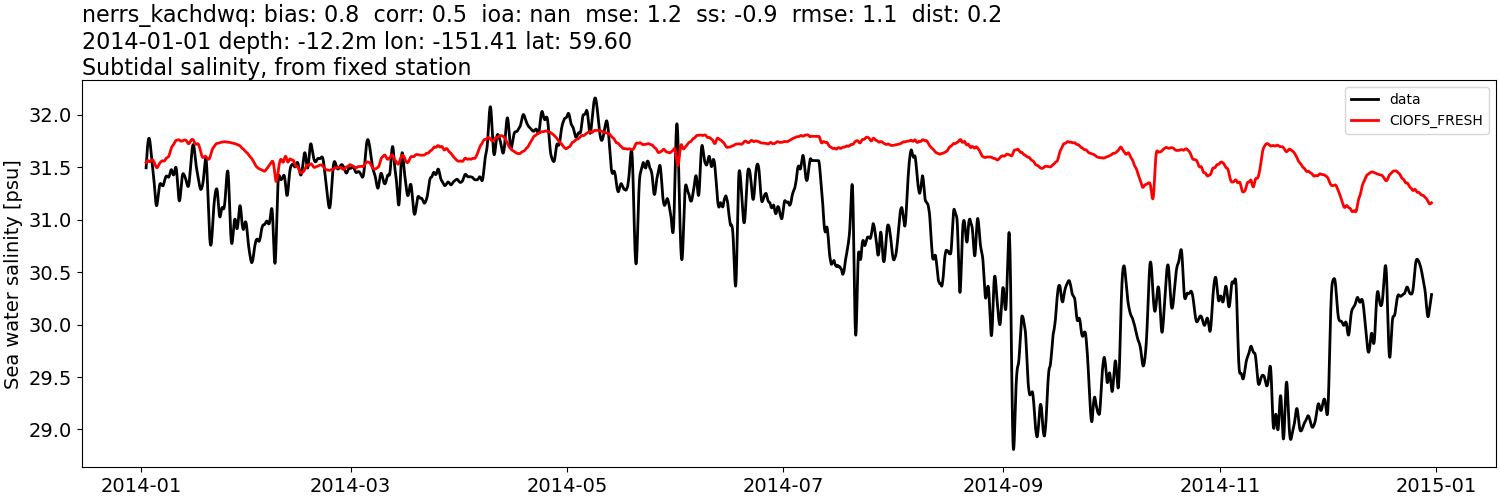 nerrs_kachdwq: bias: 0.8  corr: 0.5  ioa: nan  mse: 1.2  ss: -0.9  rmse: 1.1  dist: 0.2
2014-01-01 depth: -12.2m lon: -151.41 lat: 59.60
Subtidal salinity, from fixed station
data
CIOFS_FRESH
Sea water salinity [psu]
32.0
31.5
31.0
30.5
30.0
29.5
29.0
2014-01
2014-03
2014-05
2014-07
2014-09
2014-11
2015-01